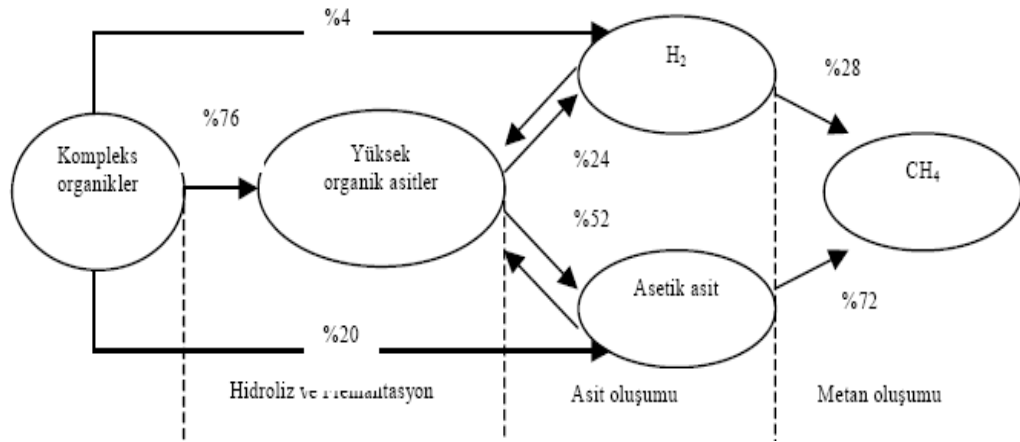 %4
H₂
%28
%76
Kompleks
organikler
Yüksek
organik asitler
%24
CH₄
%52
Asetik asit
%72
%20
Hidroliz ve
Asit oluşumu
Metan oluşumu